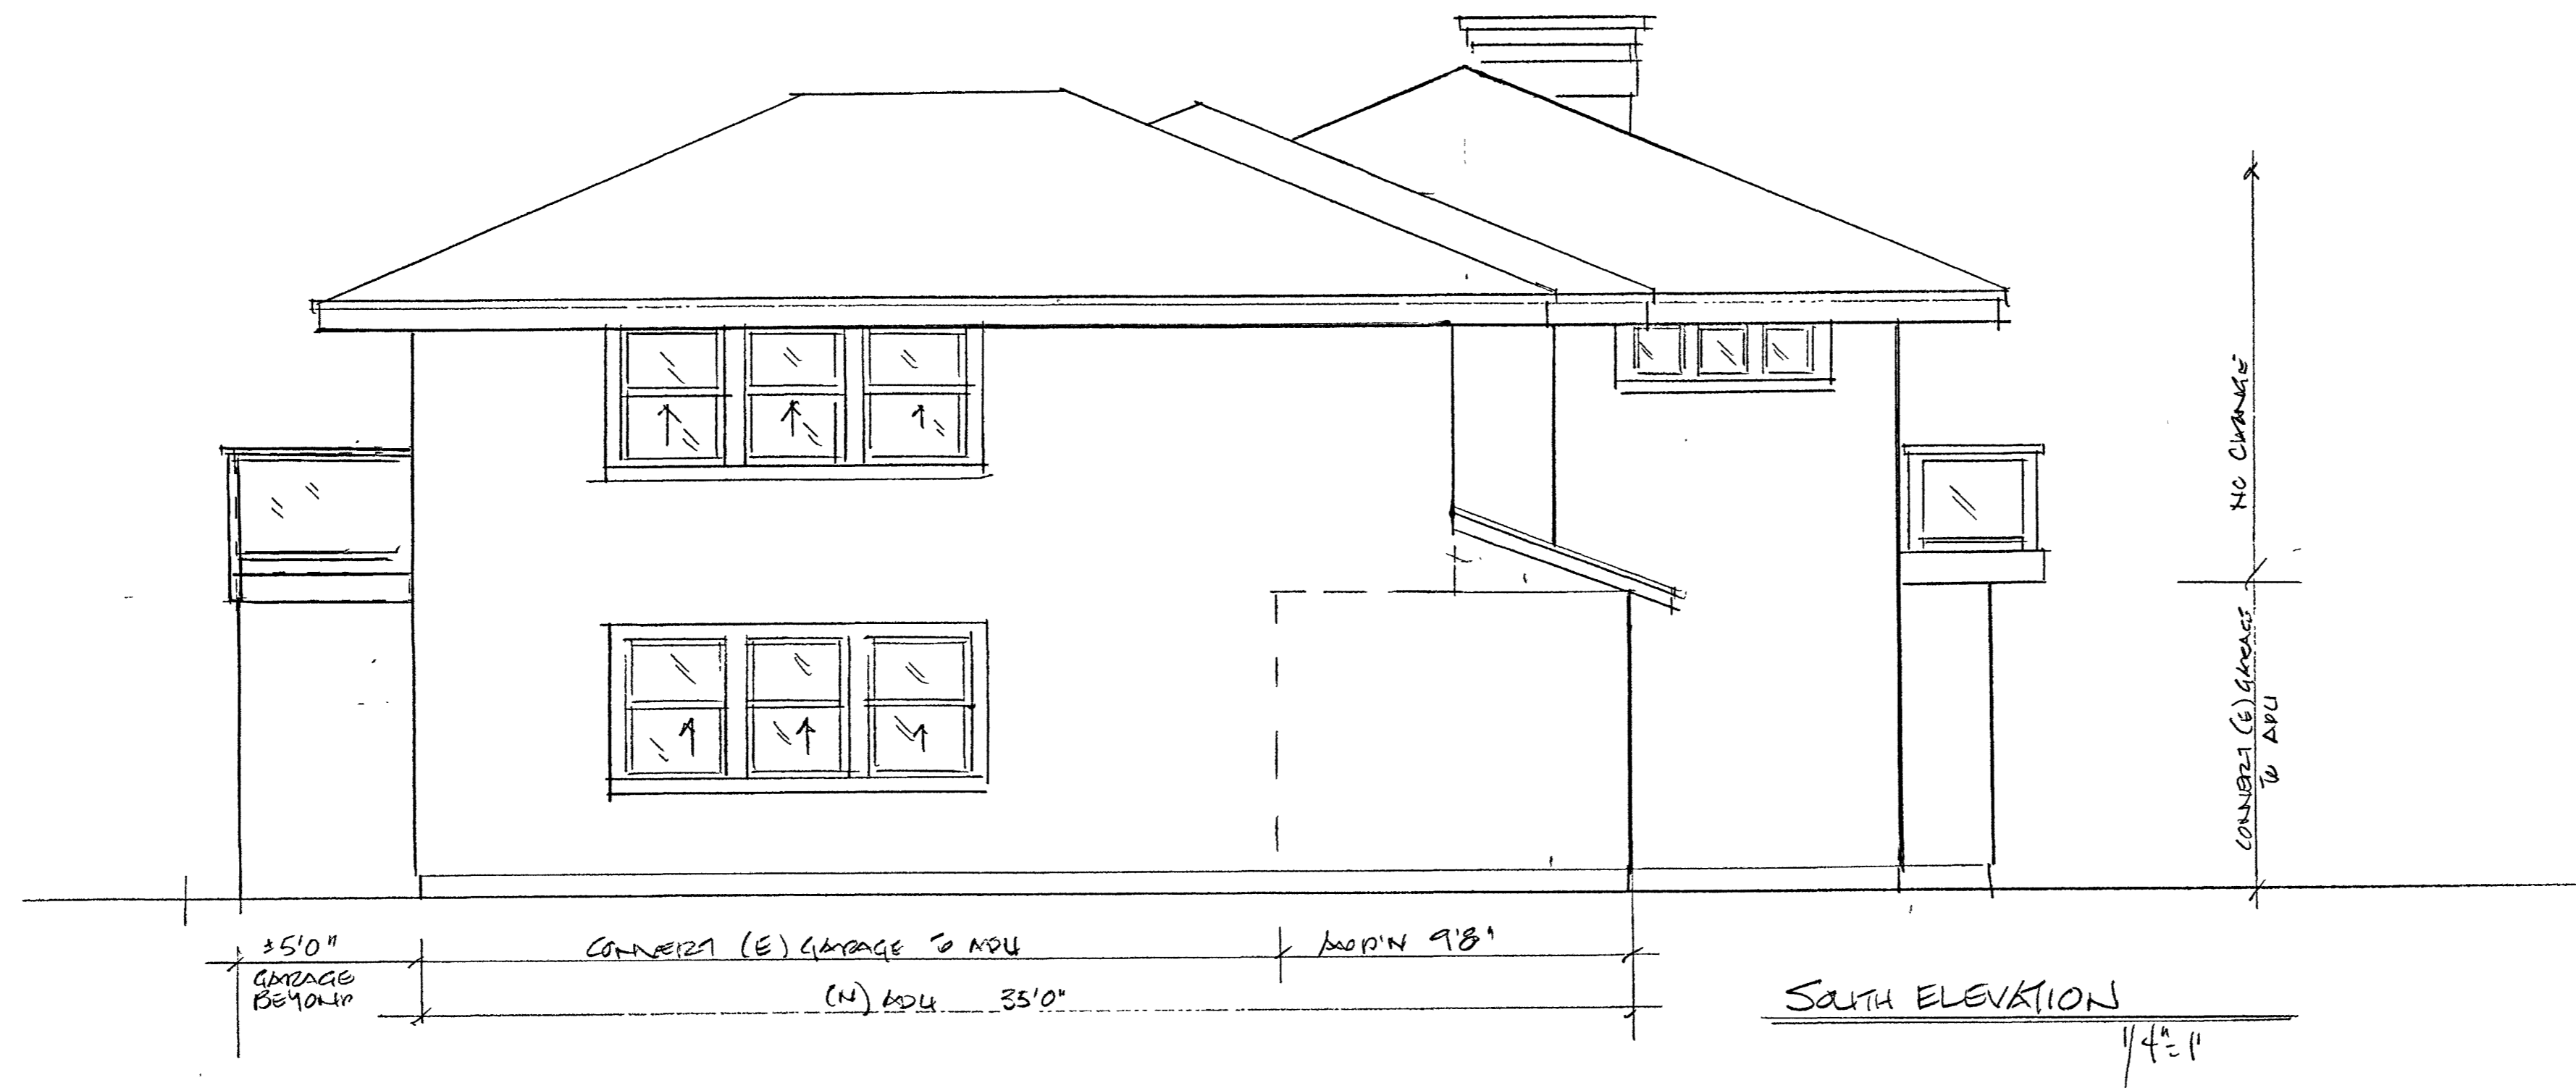 NO CHANGE
CONVERT (E) GARAGE
TO ADU
±5'0"
GARAGE
BEYOND
CONVERT (E) GARAGE TO ADU
ADD'N 9'8"
(N) ADU 35'0"
SOUTH ELEVATION
1/4"=1'